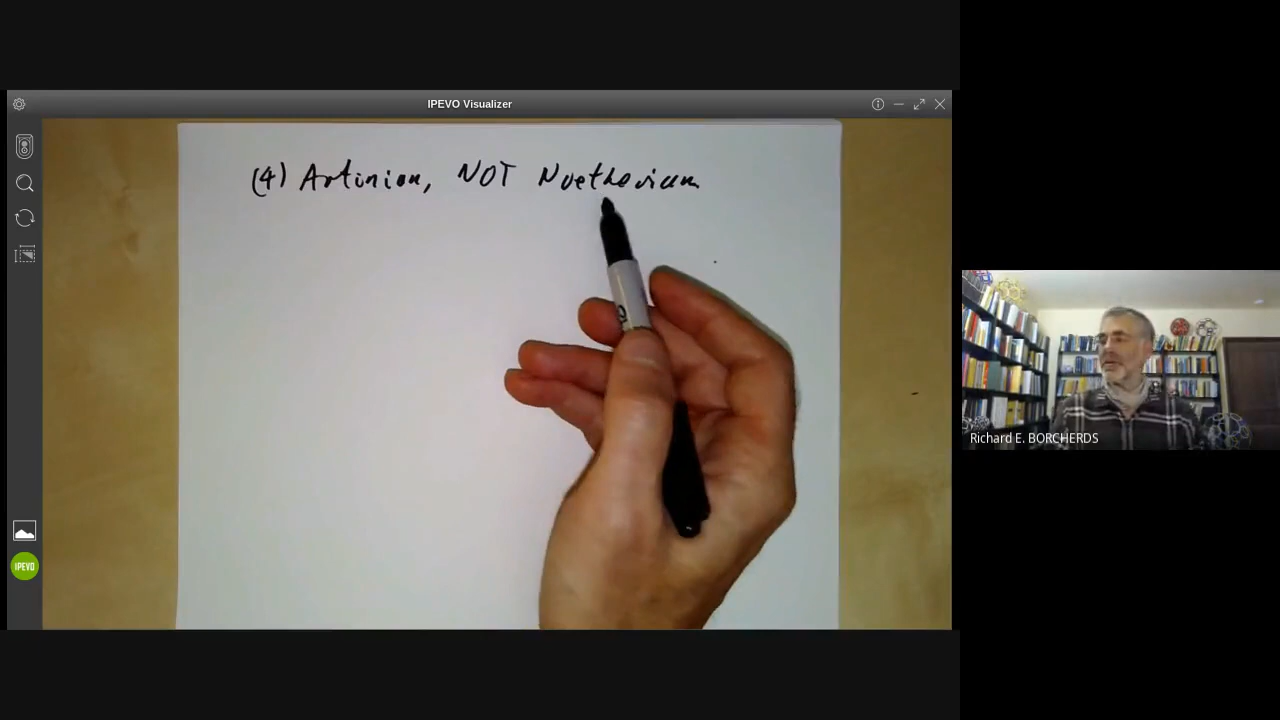 IPEVO Visualizer
(4) Artinian, NOT Noetherian
Richard E. BORCHERDS
IPEVO